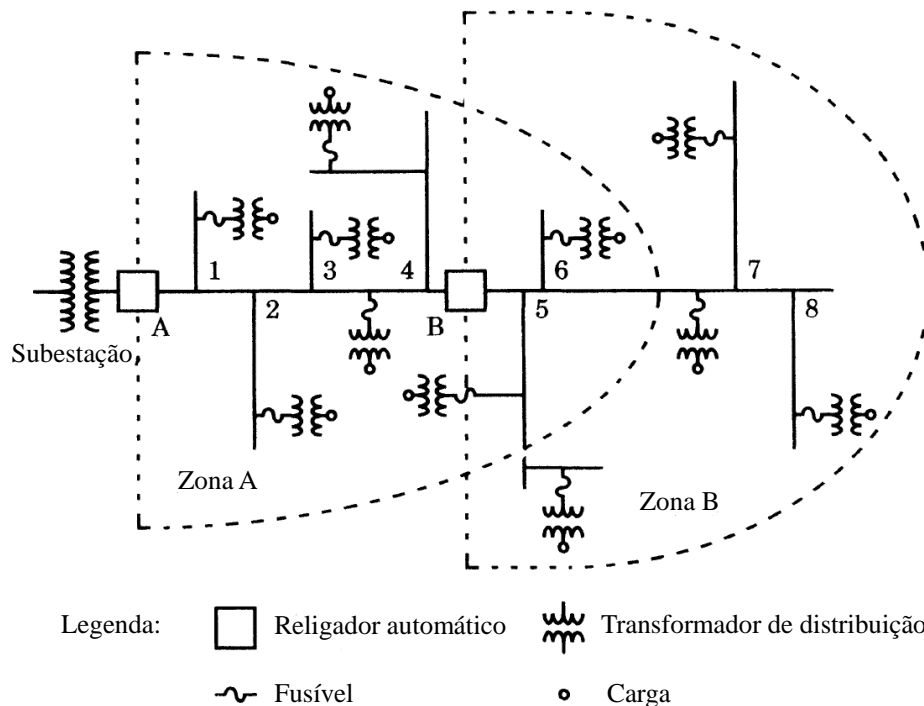 1
3
4
6
7
A
2
B
5
8
Subestação
Zona A
Zona B
Legenda:
Religador automático
Transformador de distribuição
Fusível
Carga